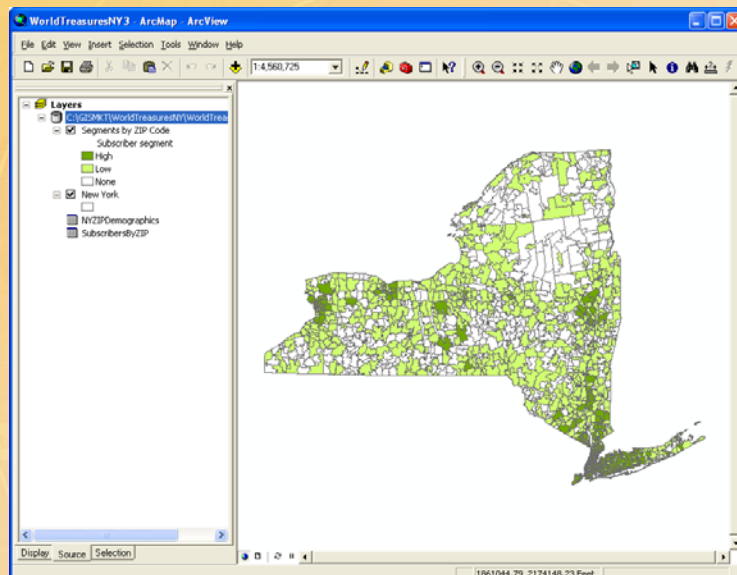 WorldTreasuresNY3 - ArcMap - ArcView
File Edit View Insert Selection Tools Window Help
1:4,560,725
Layers
C:\GISMKT\WorldTreasuresNY\WorldTrea
Segments by ZIP Code
Subscriber segment
High
Low
None
New York
NYZIPDemographics
SubscribersByZIP
Display Source Selection
1861044.79 2174148.23 Feet